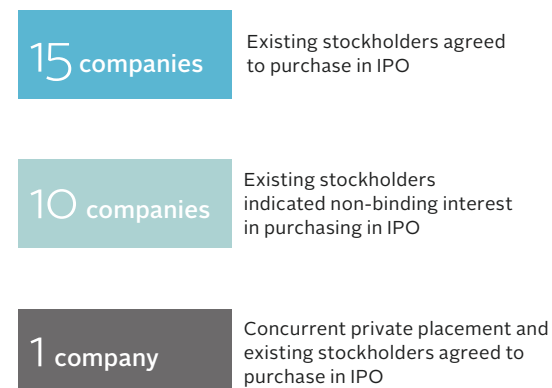 15 companies
Existing stockholders agreed
to purchase in IPO
10 companies
Existing stockholders
indicated non-binding interest
in purchasing in IPO
1 company
Concurrent private placement and
existing stockholders agreed to
purchase in IPO